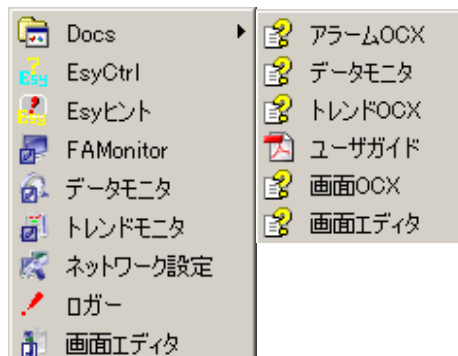 Docs
EsyCtrl
Esyヒント
FAMonitor
データモニタ
トレンドモニタ
ネットワーク設定
ロガー
画面エディタ
アラームOCX
データモニタ
トレンドOCX
ユーザガイド
画面OCX
画面エディタ